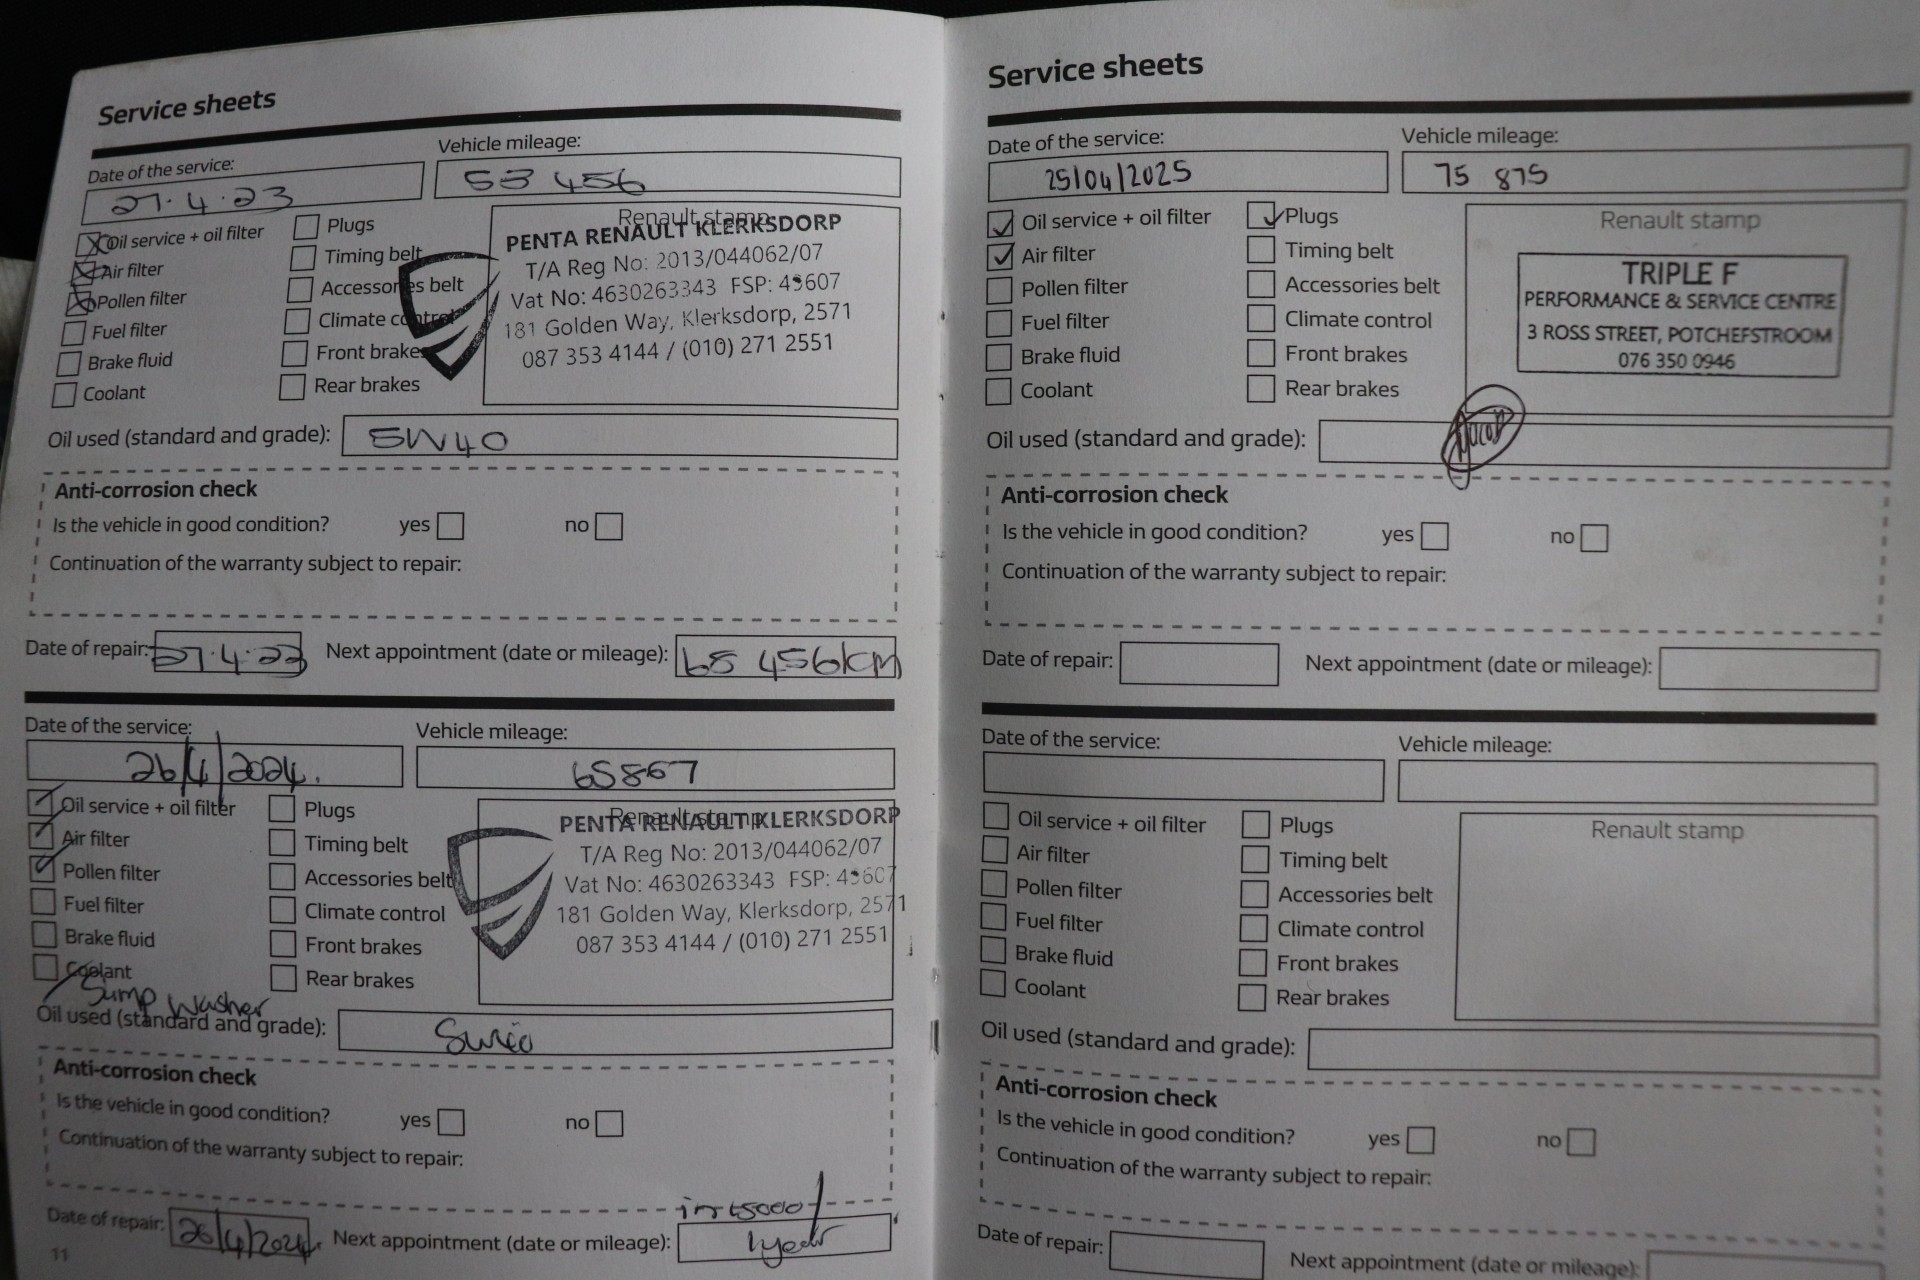 Service sheets
Date of the service:
Vehicle mileage:
27.4.23
53 456
Oil service + oil filter
Air filter
Pollen filter
Fuel filter
Brake fluid
Coolant
Plugs
Timing belt
Accessories belt
Climate control
Front brakes
Rear brakes
Renault stamp
PENTA RENAULT KLERKSDORP
T/A Reg No: 2013/044062/07
Vat No: 4630263343 FSP: 49607
181 Golden Way, Klerksdorp, 2571
087 353 4144 / (010) 271 2551
Oil used (standard and grade):
5W40
Anti-corrosion check
Is the vehicle in good condition? yes no
Continuation of the warranty subject to repair:
Date of repair: 27.4.23 Next appointment (date or mileage): 68 456km
Date of the service:
Vehicle mileage:
26/4/2024.
65867
Oil service + oil filter
Air filter
Pollen filter
Fuel filter
Brake fluid
Coolant
Sump washer
Plugs
Timing belt
Accessories belt
Climate control
Front brakes
Rear brakes
Renault stamp
PENTA RENAULT KLERKSDORP
T/A Reg No: 2013/044062/07
Vat No: 4630263343 FSP: 49607
181 Golden Way, Klerksdorp, 2571
087 353 4144 / (010) 271 2551
Oil used (standard and grade):
Anti-corrosion check
Is the vehicle in good condition? yes no
Continuation of the warranty subject to repair:
15000/
Date of repair: 26/4/2024. Next appointment (date or mileage): 1year
11
Service sheets
Date of the service:
Vehicle mileage:
25/04/2025
75 875
Oil service + oil filter
Air filter
Pollen filter
Fuel filter
Brake fluid
Coolant
Plugs
Timing belt
Accessories belt
Climate control
Front brakes
Rear brakes
Renault stamp
TRIPLE F
PERFORMANCE & SERVICE CENTRE
3 ROSS STREET, POTCHEFSTROOM
076 350 0946
Oil used (standard and grade):
Anti-corrosion check
Is the vehicle in good condition? yes no
Continuation of the warranty subject to repair:
Date of repair: Next appointment (date or mileage):
Date of the service:
Vehicle mileage:
Oil service + oil filter
Air filter
Pollen filter
Fuel filter
Brake fluid
Coolant
Plugs
Timing belt
Accessories belt
Climate control
Front brakes
Rear brakes
Renault stamp
Oil used (standard and grade):
Anti-corrosion check
Is the vehicle in good condition? yes no
Continuation of the warranty subject to repair:
Date of repair: Next appointment (date or mileage):